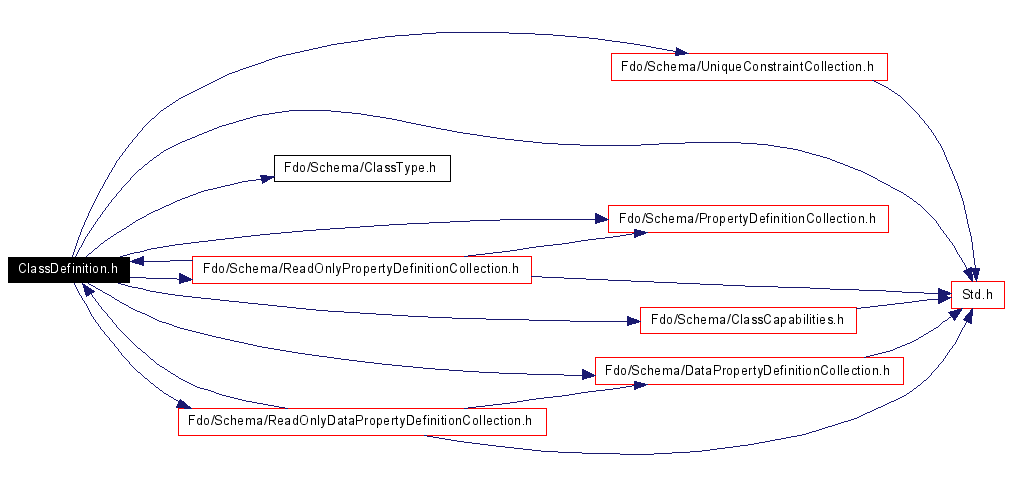 Fdo/Schema/UniqueConstraintCollection.h
Fdo/Schema/ClassType.h
Fdo/Schema/PropertyDefinitionCollection.h
ClassDefinition.h
Fdo/Schema/ReadOnlyPropertyDefinitionCollection.h
Std.h
Fdo/Schema/ClassCapabilities.h
Fdo/Schema/DataPropertyDefinitionCollection.h
Fdo/Schema/ReadOnlyDataPropertyDefinitionCollection.h